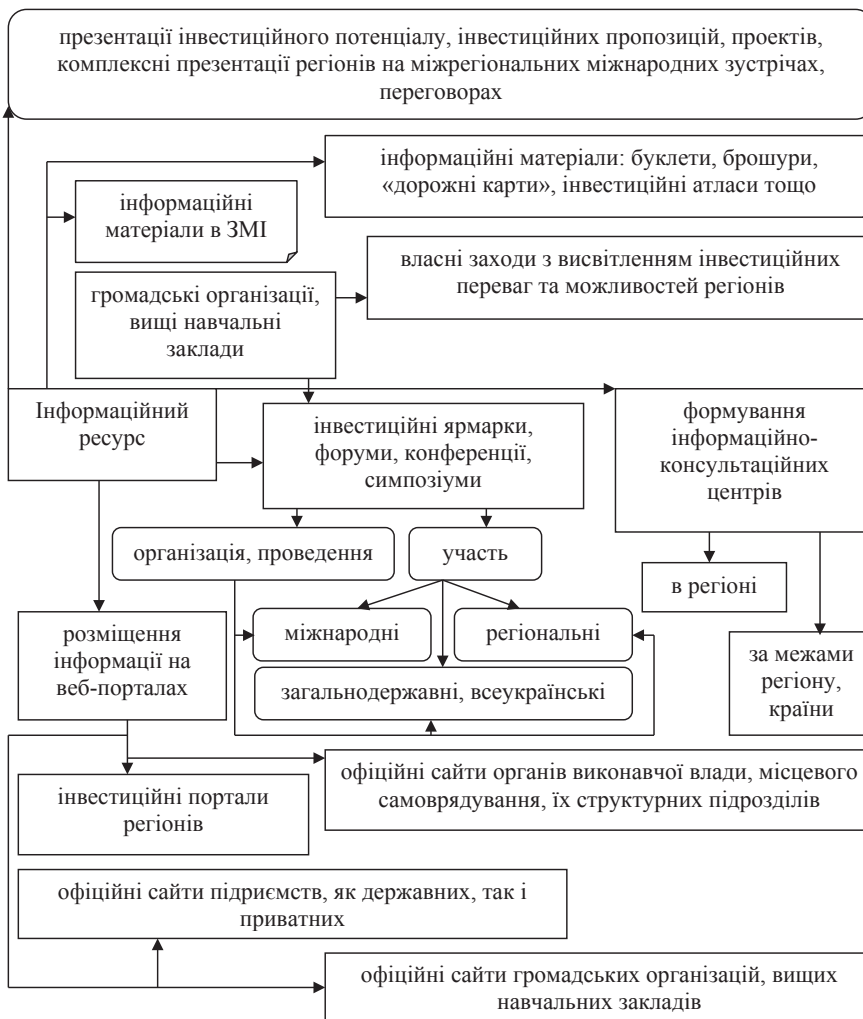 презентації інвестиційного потенціалу, інвестиційних пропозицій, проектів,
комплексні презентації регіонів на міжрегіональних міжнародних зустрічах,
переговорах
інформаційні матеріали: буклети, брошури,
«дорожні карти», інвестиційні атласи тощо
інформаційні
матеріали в ЗМІ
власні заходи з висвітленням інвестиційних
переваг та можливостей регіонів
громадські організації,
вищі навчальні
заклади
Інформаційний
ресурс
інвестиційні ярмарки,
форуми, конференції,
симпозіуми
формування
інформаційно-
консультаційних
центрів
організація, проведення
участь
в регіоні
міжнародні
регіональні
розміщення
інформації на
веб-порталах
загальнодержавні, всеукраїнські
за межами
регіону,
країни
офіційні сайти органів виконавчої влади, місцевого
самоврядування, їх структурних підрозділів
інвестиційні портали
регіонів
офіційні сайти підприємств, як державних, так і
приватних
офіційні сайти громадських організацій, вищих
навчальних закладів